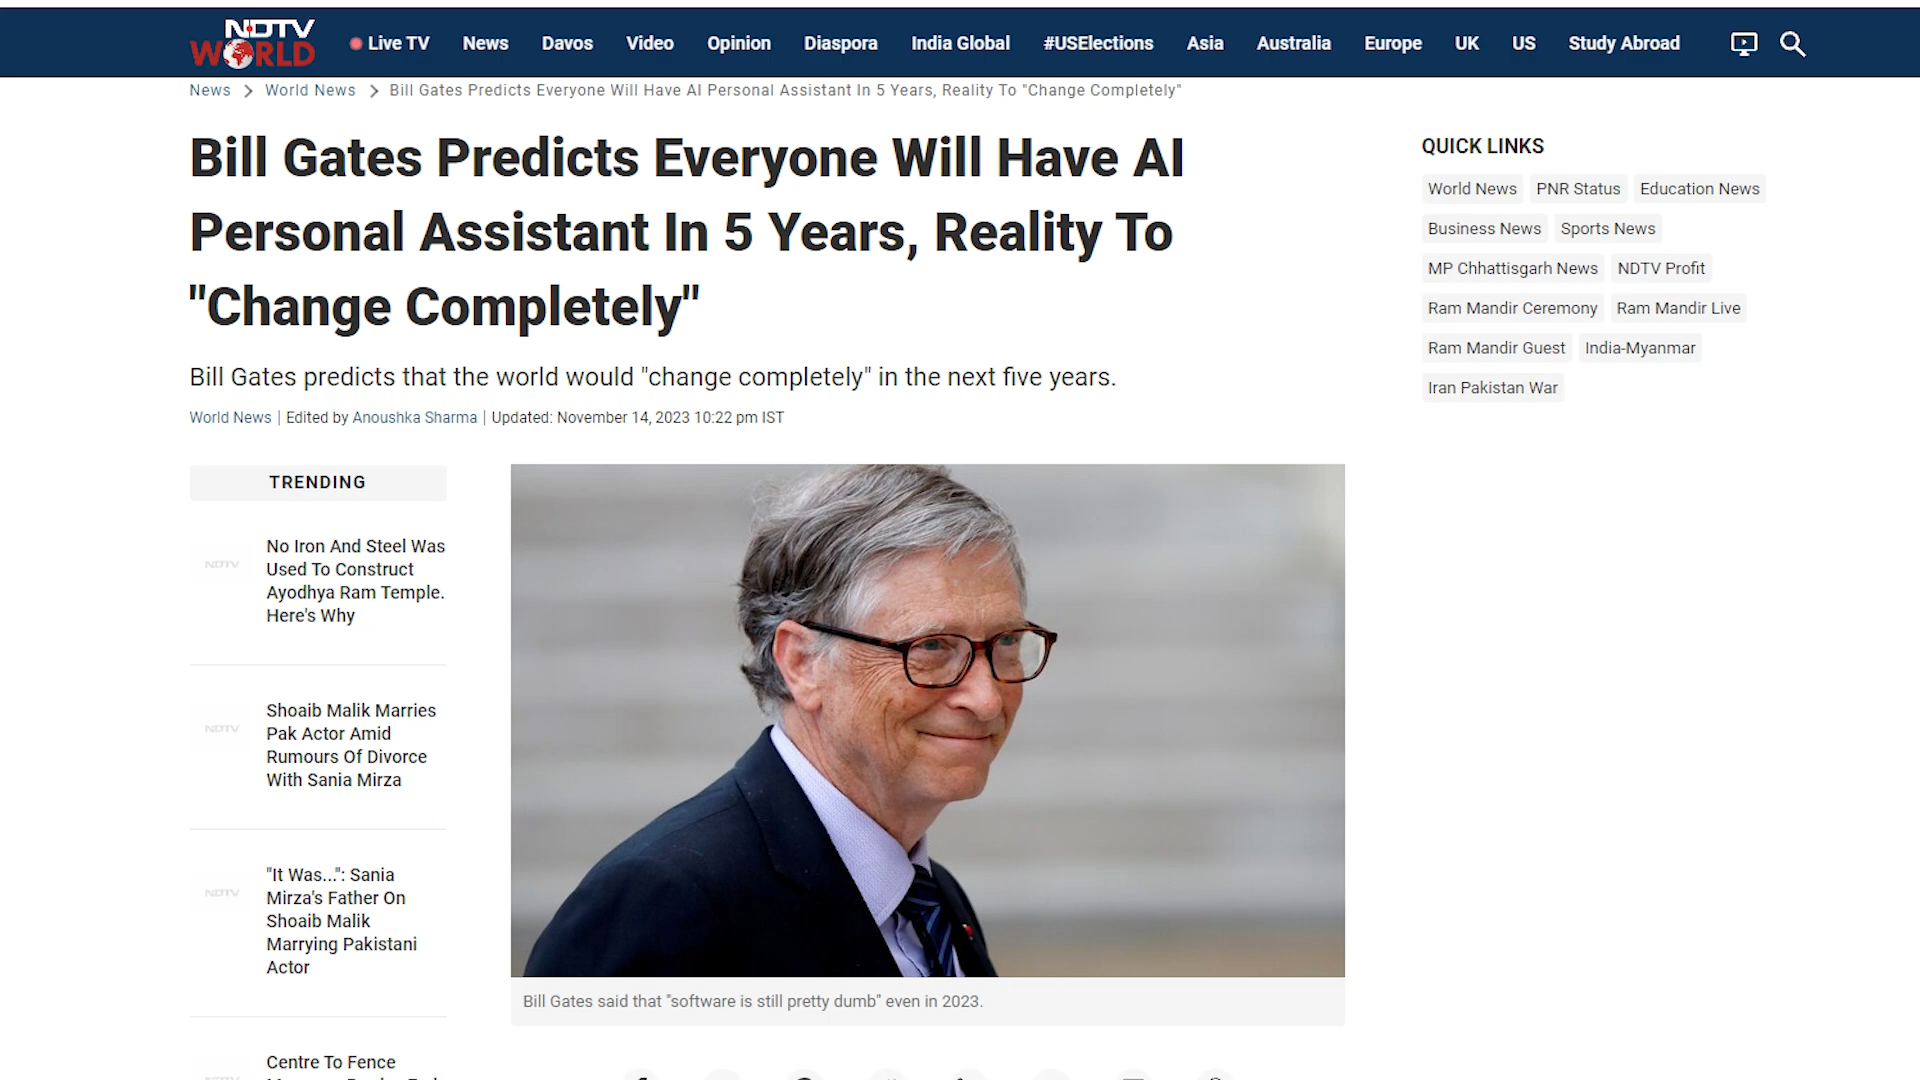 NDTV
WORLD
Live TV News Davos Video Opinion Diaspora India Global #USElections Asia Australia Europe UK US Study Abroad
News World News Bill Gates Predicts Everyone Will Have AI Personal Assistant In 5 Years, Reality To "Change Completely"
Bill Gates Predicts Everyone Will Have AI
Personal Assistant In 5 Years, Reality To
"Change Completely"
Bill Gates predicts that the world would "change completely" in the next five years.
World News | Edited by Anoushka Sharma | Updated: November 14, 2023 10:22 pm IST
TRENDING
NDTV
No Iron And Steel Was
Used To Construct
Ayodhya Ram Temple.
Here's Why
NDTV
Shoaib Malik Marries
Pak Actor Amid
Rumours Of Divorce
With Sania Mirza
NDTV
"It Was...": Sania
Mirza's Father On
Shoaib Malik
Marrying Pakistani
Actor
Centre To Fence
Bill Gates said that "software is still pretty dumb" even in 2023.
QUICK LINKS
World News PNR Status Education News
Business News Sports News
MP Chhattisgarh News NDTV Profit
Ram Mandir Ceremony Ram Mandir Live
Ram Mandir Guest India-Myanmar
Iran Pakistan War